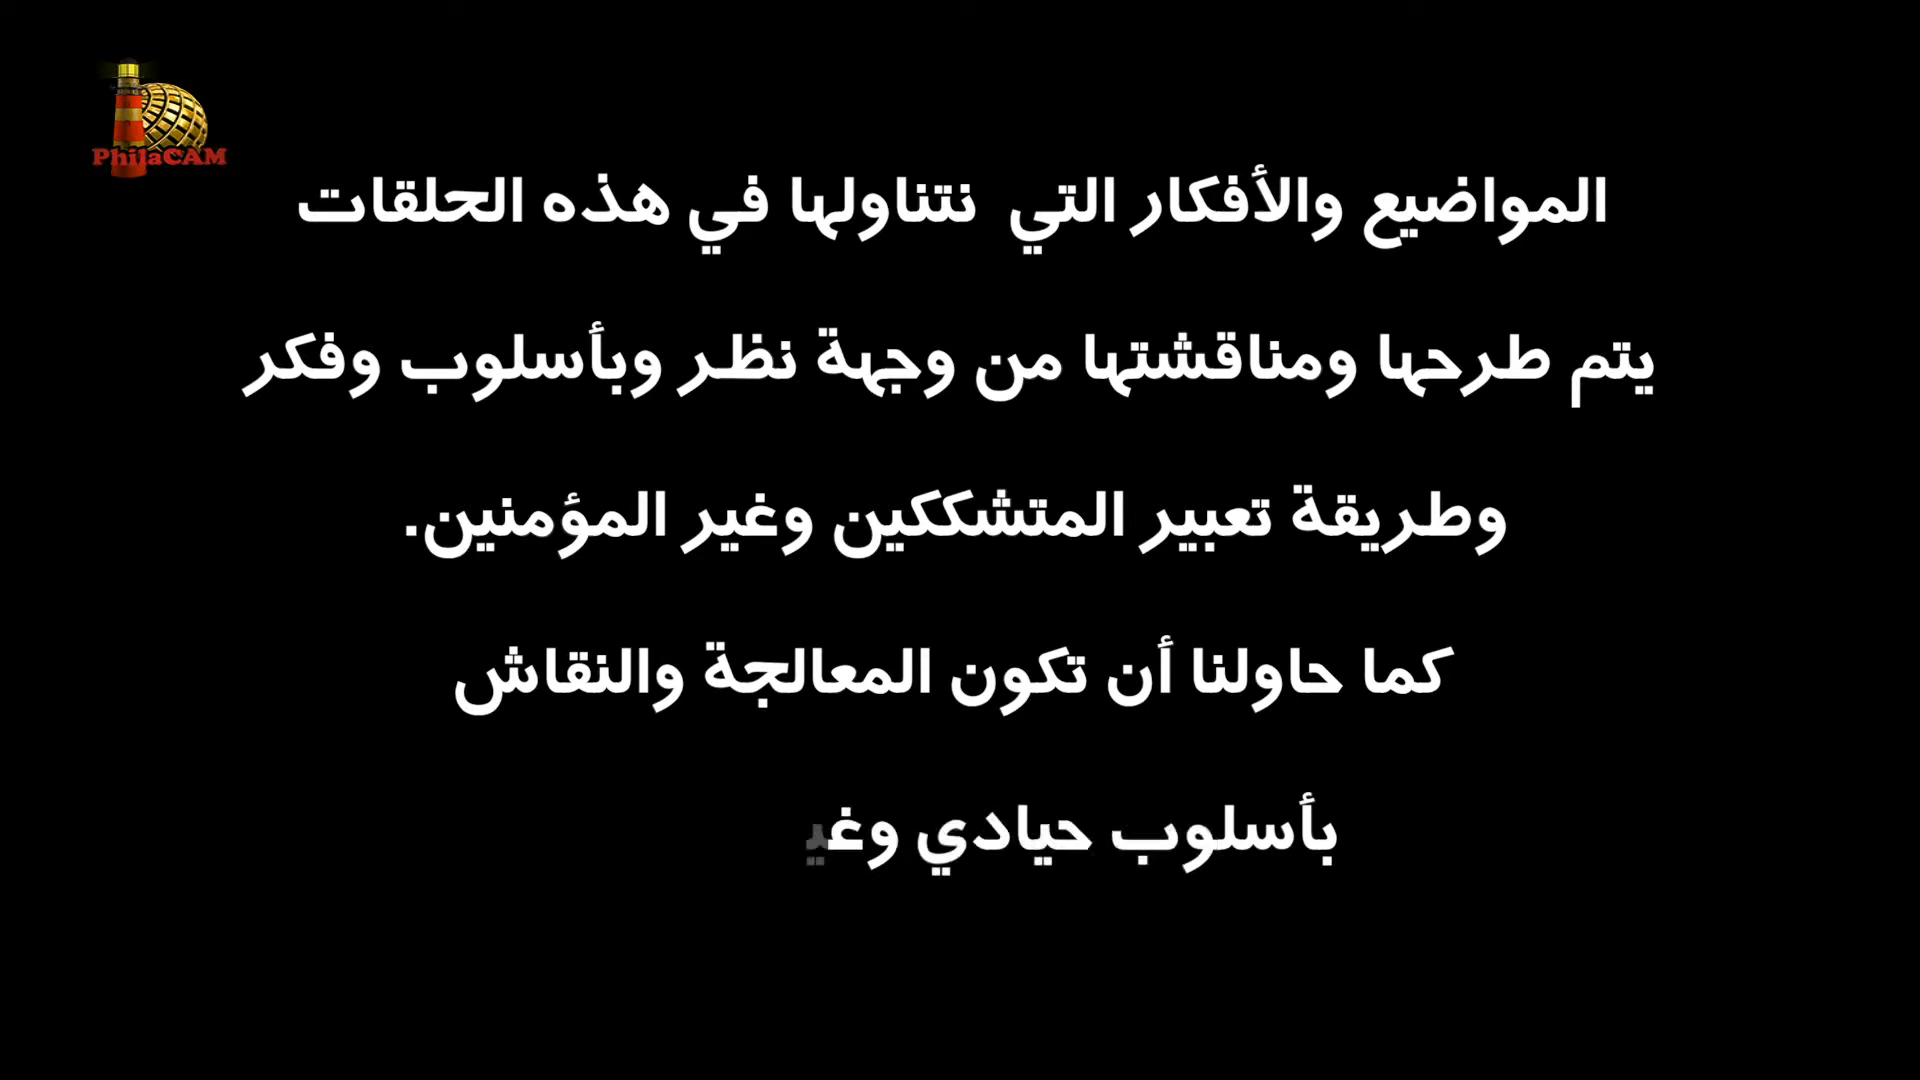 PhilaCAM
المواضيع والأفكار التي نتناولها في هذه الحلقات
يتم طرحها ومناقشتها من وجهة نظر وبأسلوب وفكر
وطريقة تعبير المتشككين وغير المؤمنين.
كما حاولنا أن تكون المعالجة والنقاش
بأسلوب حيادي وغي